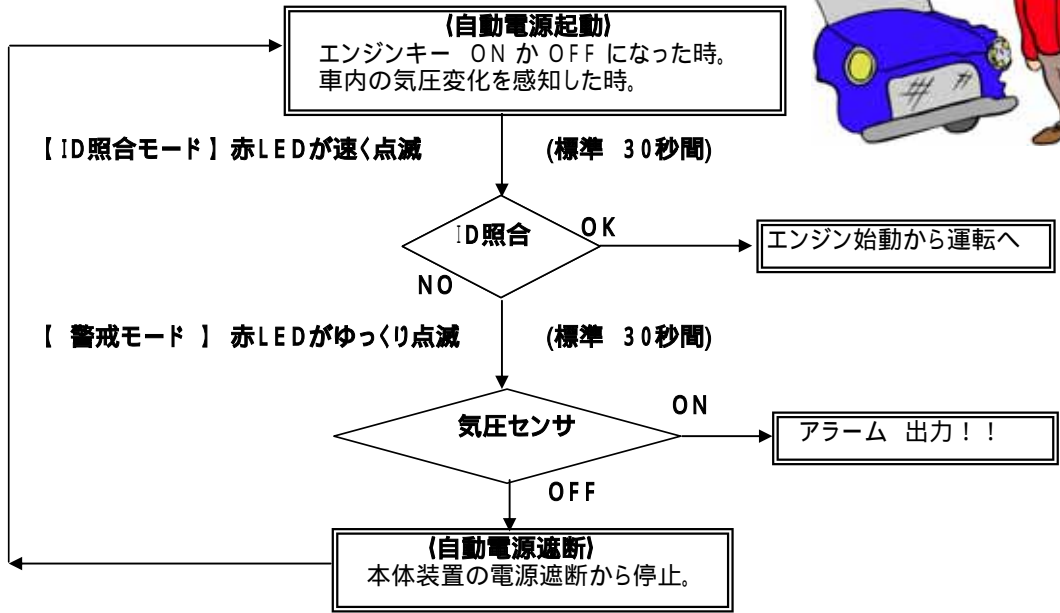 ⟨自動電源起動⟩
エンジンキー ON か OFF になった時。
車内の気圧変化を感知した時。
【 ID照合モード 】 赤LEDが速く点滅 (標準 30秒間)
ID照合
OK
エンジン始動から運転へ
NO
【 警戒モード 】 赤LEDがゆっくり点滅 (標準 30秒間)
気圧センサ
ON
アラーム 出力！！
OFF
⟨自動電源遮断⟩
本体装置の電源遮断から停止。